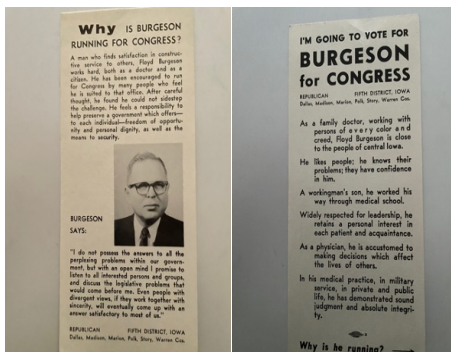 Why IS BURGESON
RUNNING FOR CONGRESS?
A man who finds satisfaction in construc-
tive service to others, Floyd Burgeson
works hard, both as a doctor and as a
citizen. He has been encouraged to run
for Congress by many people who feel
he is suited to that office. After careful
thought, he found he could not sidestep
the challenge. He feels a responsibility to
help preserve a government which offers—
to each individual—freedom of opportu-
nity and personal dignity, as well as the
means to security.
BURGESON
SAYS:
"I do not possess the answers to all the
perplexing problems within our govern-
ment, but with an open mind I promise to
listen to all interested persons and groups,
and discuss the legislative problems that
would come before me. Even people with
divergent views, if they work together with
sincerity, will eventually come up with an
answer satisfactory to most of us."
REPUBLICAN FIFTH DISTRICT, IOWA
Dallas, Madison, Marion, Polk, Story, Warren Cos.
I'M GOING TO VOTE FOR
BURGESON
for CONGRESS
REPUBLICAN FIFTH DISTRICT, IOWA
Dallas, Madison, Marion, Polk, Story, Warren Cos.
As a family doctor, working with
persons of every color and
creed, Floyd Burgeson is close
to the people of central Iowa.
He likes people; he knows their
problems; they have confidence
in him.
A workingman's son, he worked his
way through medical school.
Widely respected for leadership, he
retains a personal interest in
each patient and acquaintance.
As a physician, he is accustomed to
making decisions which affect
the lives of others.
In his medical practice, in military
service, in private and public
life, he has demonstrated sound
judgment and absolute integri-
ty.
Why is he running?